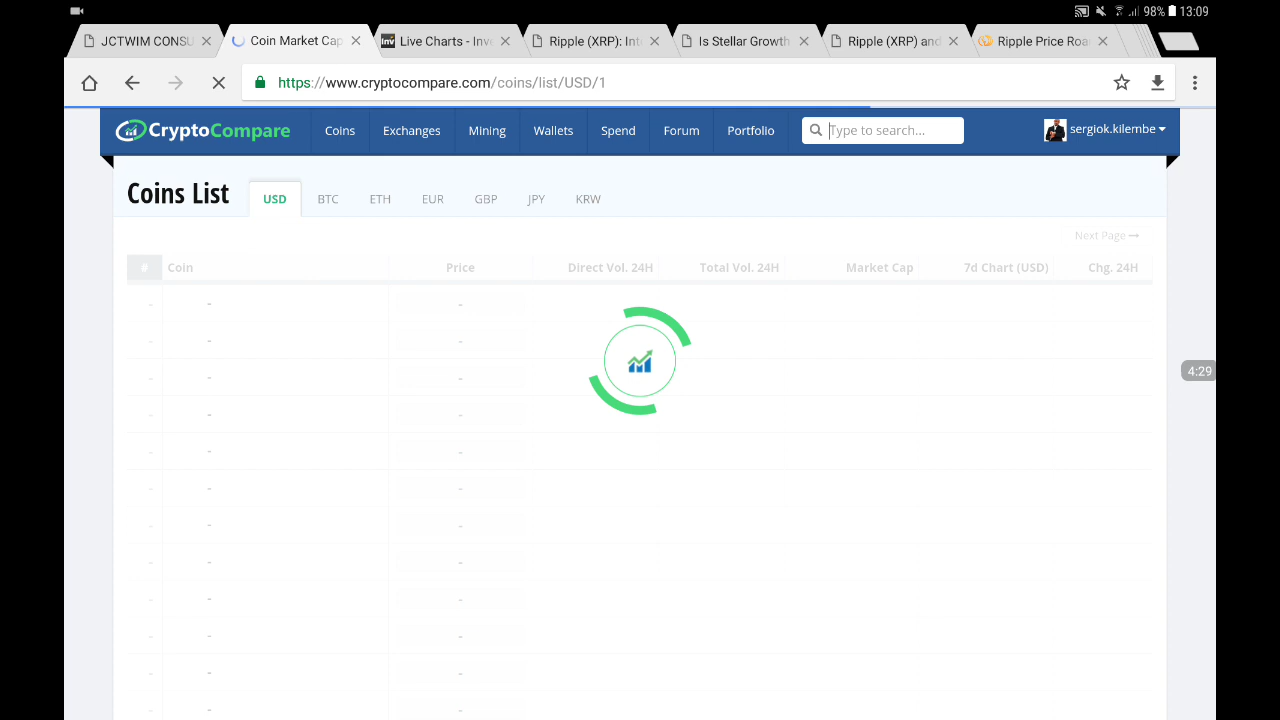 98% 13:09
JCTWIM CONSU
Coin Market Cap
Live Charts - Inve
Ripple (XRP): Int
Is Stellar Growth
Ripple (XRP) and
Ripple Price Roa
https://www.cryptocompare.com/coins/list/USD/1
CryptoCompare
Coins
Exchanges
Mining
Wallets
Spend
Forum
Portfolio
Type to search...
sergiok.kilembe
Coins List
USD
BTC
ETH
EUR
GBP
JPY
KRW
Next Page
# Coin Price Direct Vol. 24H Total Vol. 24H Market Cap 7d Chart (USD) Chg. 24H
- - -
- - -
- - -
- - -
- - -
- - -
- - -
- - -
- - -
- - -
- - -
- - -
4:29